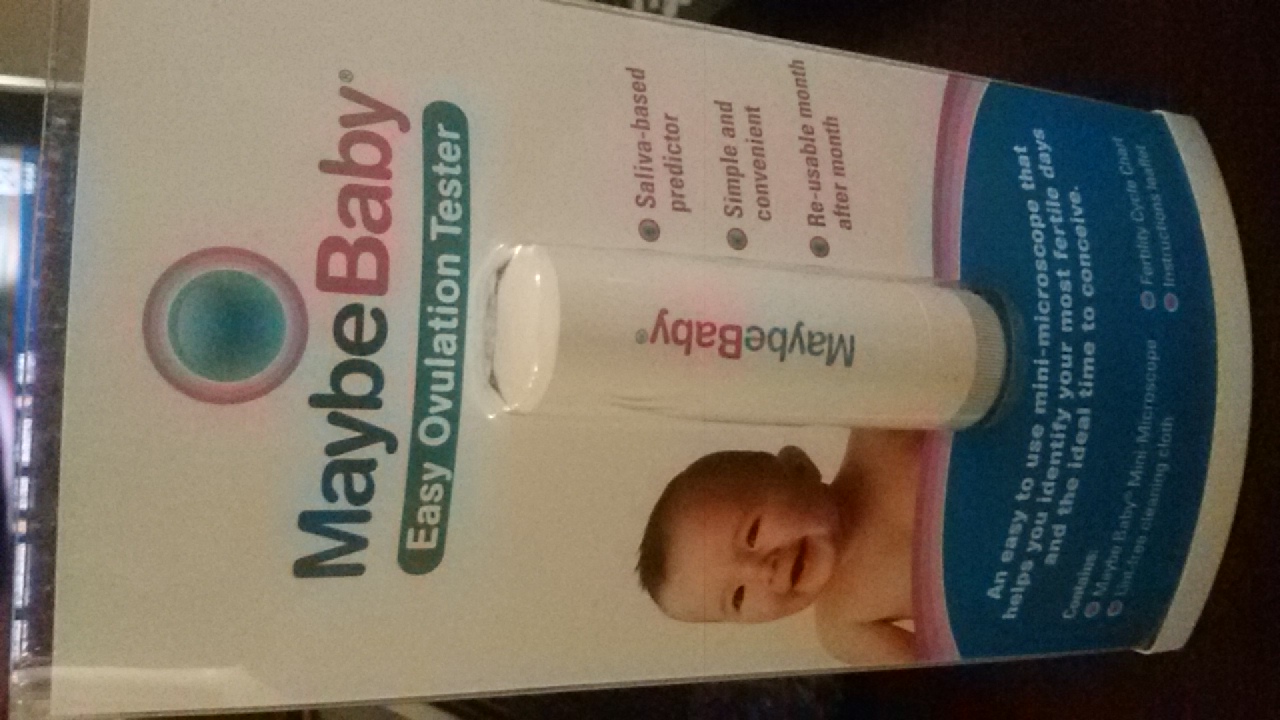 MaybeBaby®
Easy Ovulation Tester
Saliva-based
predictor
Simple and
convenient
Re-usable month
after month
MaybeBaby®
An easy to use mini-microscope that
helps you identify your most fertile days
and the ideal time to conceive.
Contains:
Maybe Baby® Mini-Microscope
Lint-free cleaning cloth
Fertility Cycle Chart
Instructions leaflet